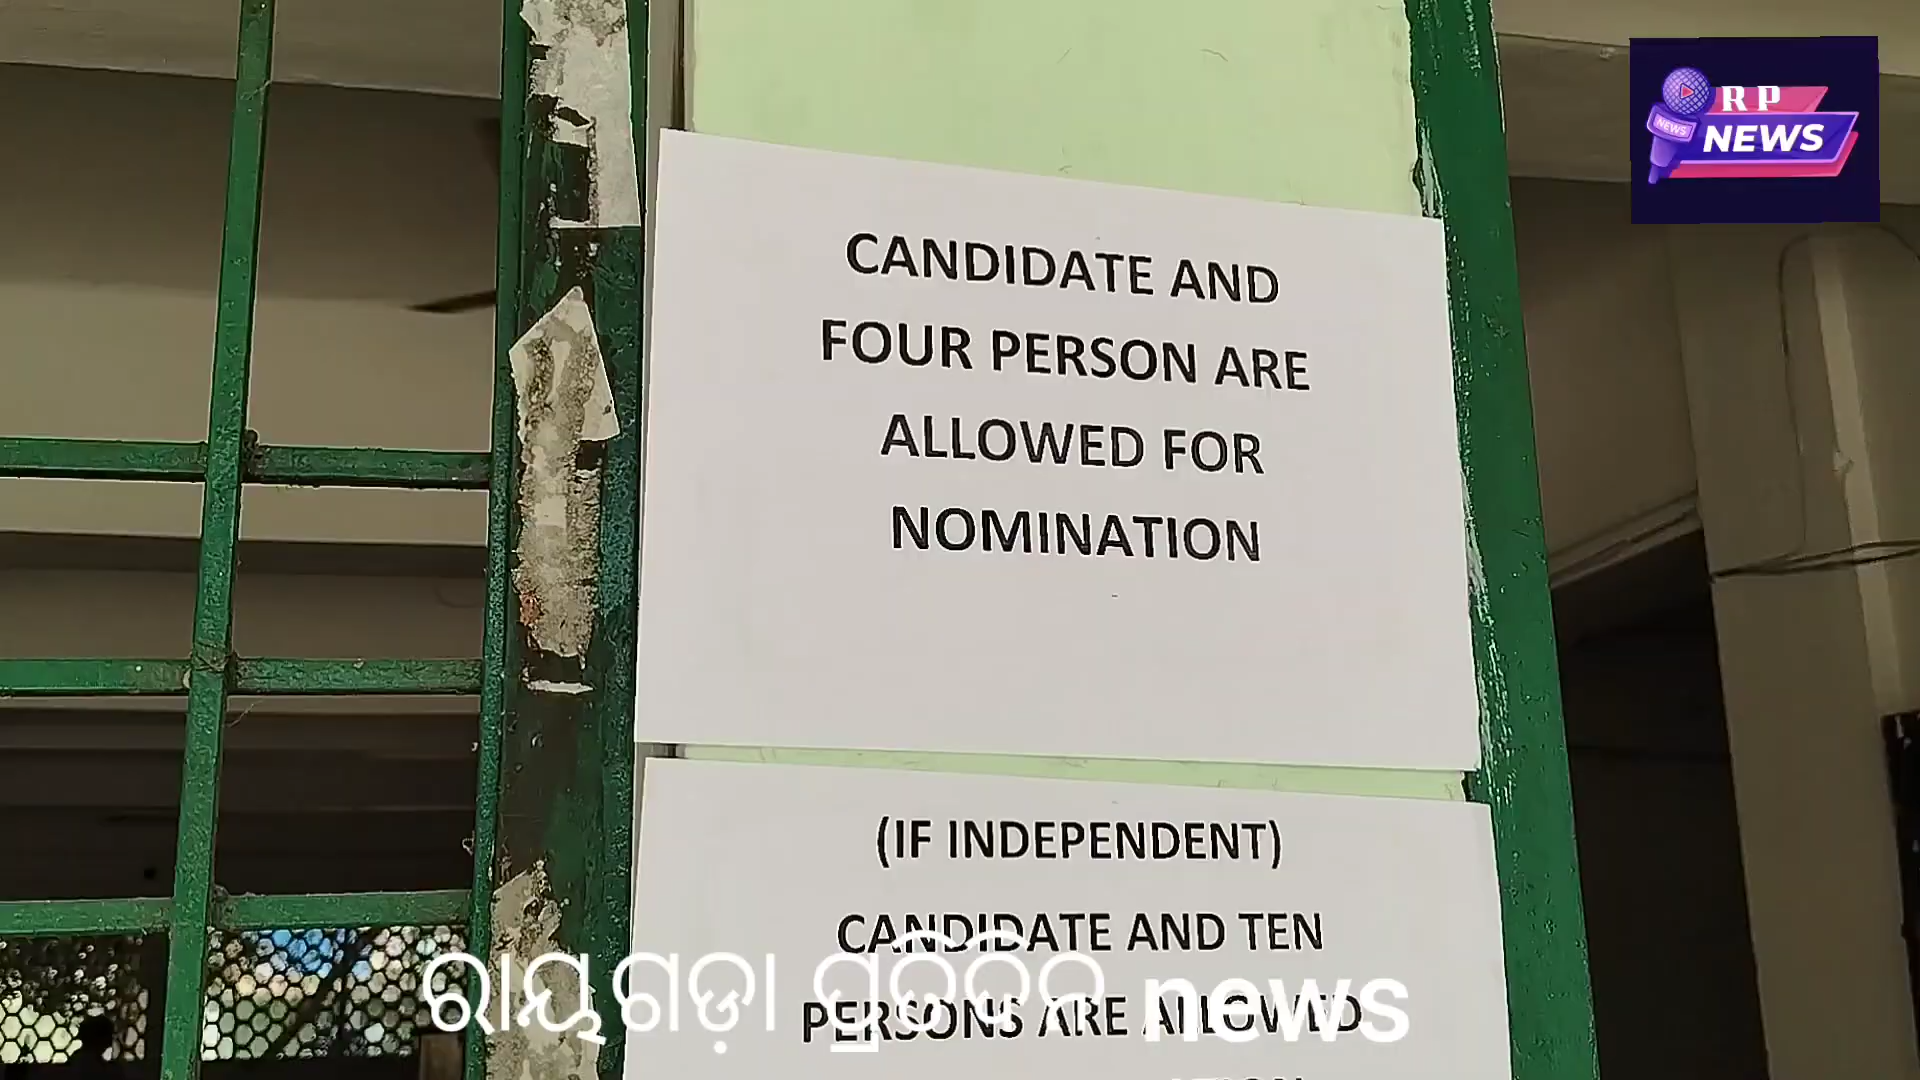 R P
NEWS
NEWS
CANDIDATE AND
FOUR PERSON ARE
ALLOWED FOR
NOMINATION
(IF INDEPENDENT)
CANDIDATE AND TEN
PERSONS ARE ALLOWED
ରାୟଗଡ଼ା ପ୍ରତିଦିନ news